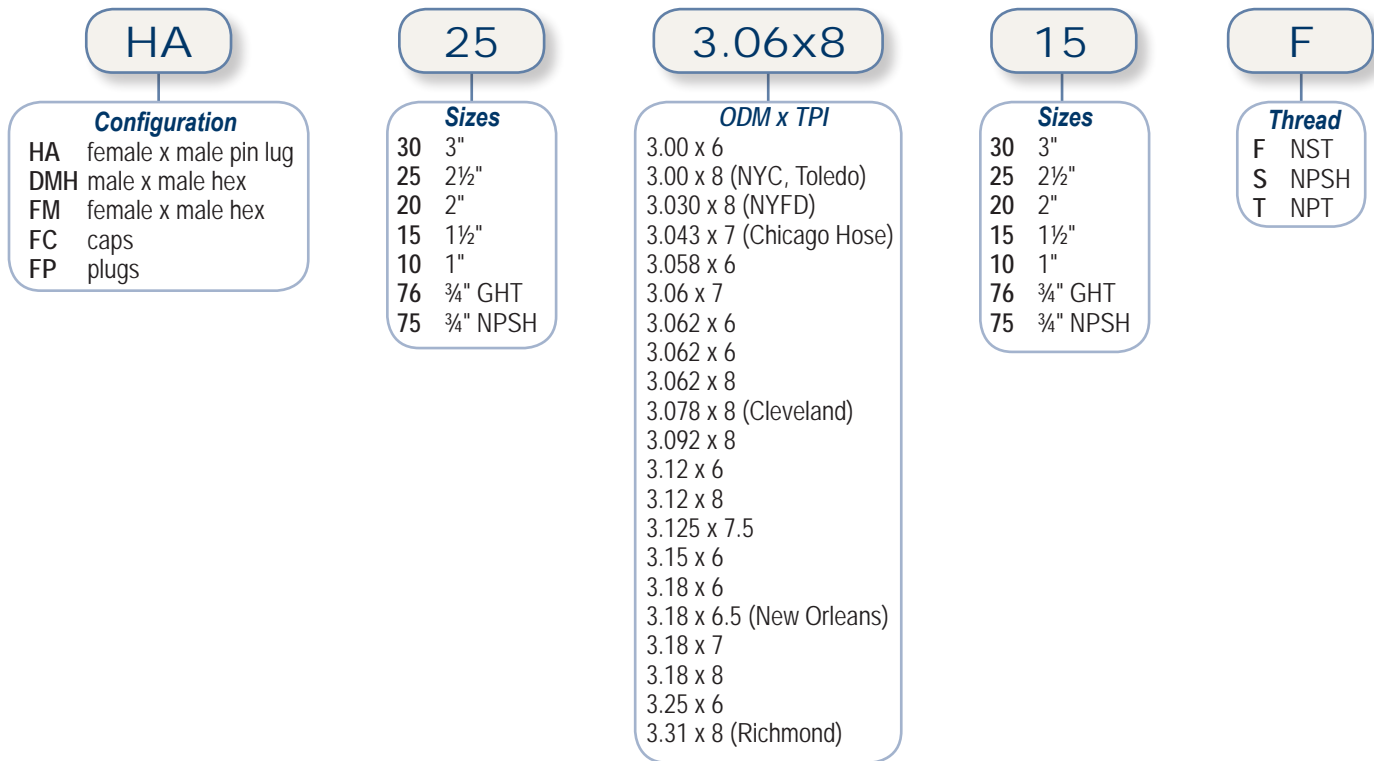 HA
25
3.06x8
15
F
Configuration
HA female x male pin lug
DMH male x male hex
FM female x male hex
FC caps
FP plugs
Sizes
30 3"
25 2½"
20 2"
15 1½"
10 1"
76 ¾" GHT
75 ¾" NPSH
ODM x TPI
3.00 x 6
3.00 x 8 (NYC, Toledo)
3.030 x 8 (NYFD)
3.043 x 7 (Chicago Hose)
3.058 x 6
3.06 x 7
3.062 x 6
3.062 x 6
3.062 x 8
3.078 x 8 (Cleveland)
3.092 x 8
3.12 x 6
3.12 x 8
3.125 x 7.5
3.15 x 6
3.18 x 6
3.18 x 6.5 (New Orleans)
3.18 x 7
3.18 x 8
3.25 x 6
3.31 x 8 (Richmond)
Sizes
30 3"
25 2½"
20 2"
15 1½"
10 1"
76 ¾" GHT
75 ¾" NPSH
Thread
F NST
S NPSH
T NPT